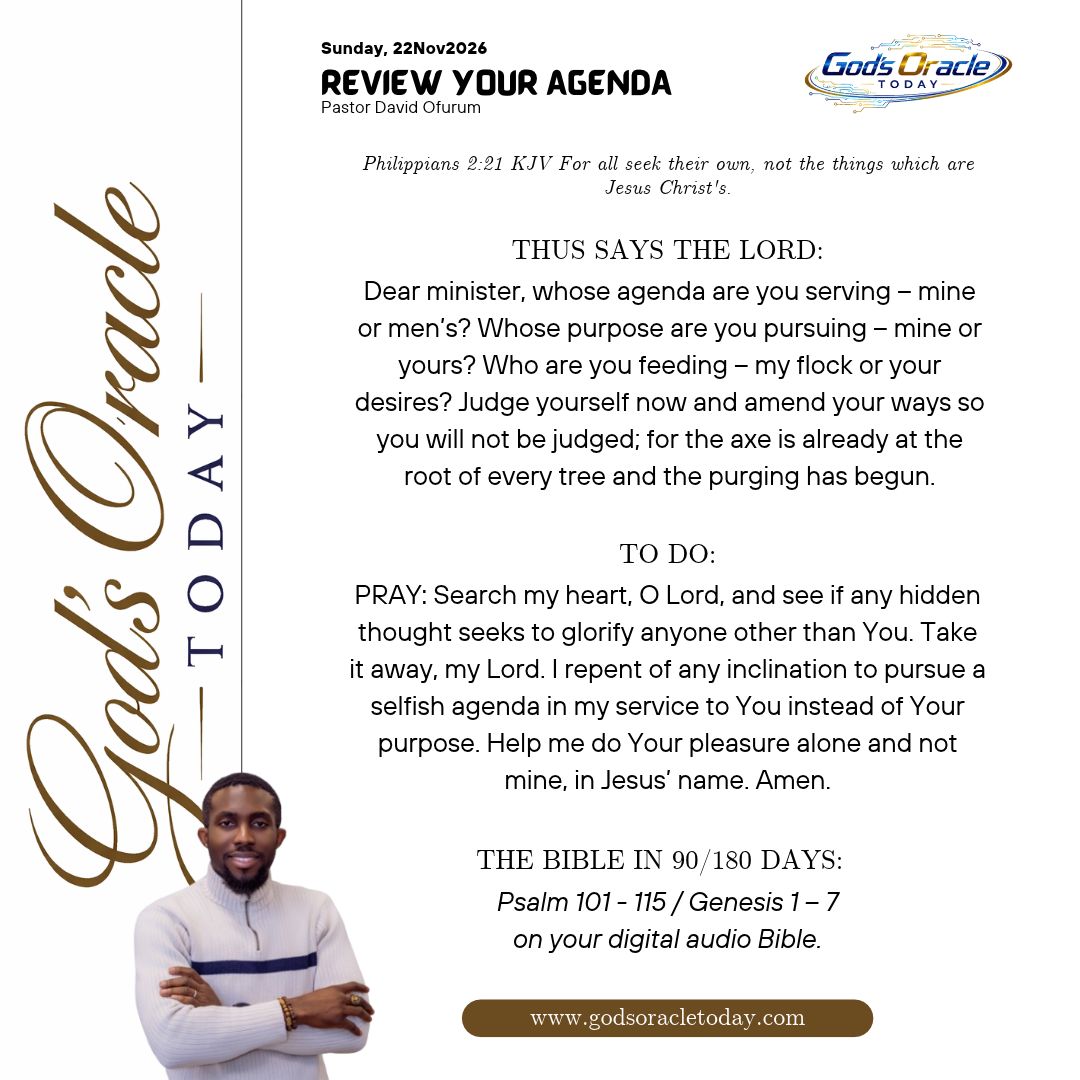 Sunday, 22Nov2026
REVIEW YOUR AGENDA
Pastor David Ofurum
God's Oracle
TODAY
Philippians 2:21 KJV For all seek their own, not the things which are
Jesus Christ's.
THUS SAYS THE LORD:
Dear minister, whose agenda are you serving – mine
or men's? Whose purpose are you pursuing – mine or
yours? Who are you feeding – my flock or your
desires? Judge yourself now and amend your ways so
you will not be judged; for the axe is already at the
root of every tree and the purging has begun.
TO DO:
PRAY: Search my heart, O Lord, and see if any hidden
thought seeks to glorify anyone other than You. Take
it away, my Lord. I repent of any inclination to pursue a
selfish agenda in my service to You instead of Your
purpose. Help me do Your pleasure alone and not
mine, in Jesus’ name. Amen.
THE BIBLE IN 90/180 DAYS:
Psalm 101 - 115 / Genesis 1 – 7
on your digital audio Bible.
www.godsoracletoday.com
God's Oracle
TODAY